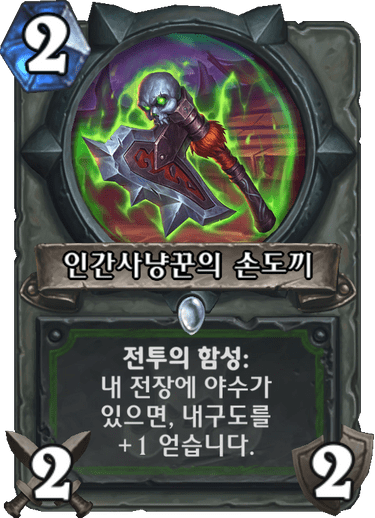 2
인간사냥꾼의 손도끼
전투의 함성:
내 전장에 야수가
있으면, 내구도를
+1 얻습니다.
2
2